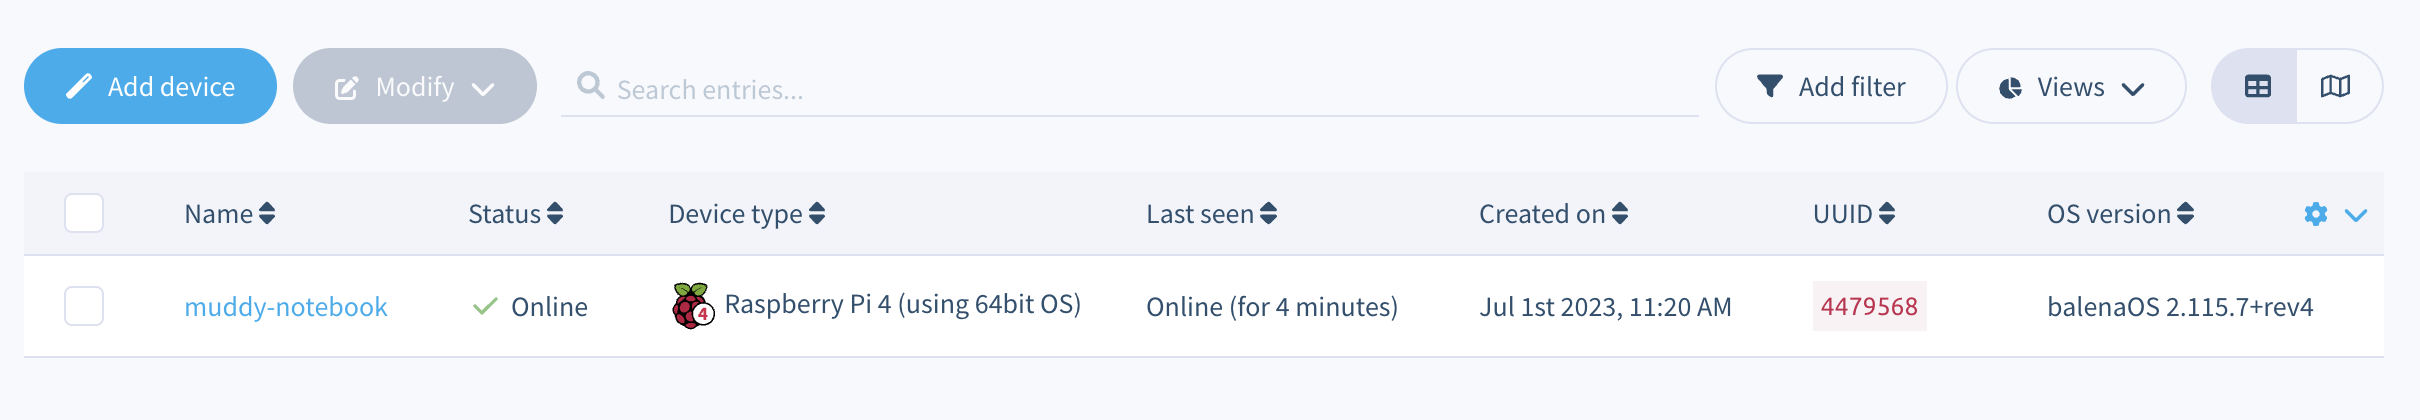 Add device Modify Search entries... Add filter Views
Name Status Device type Last seen Created on UUID OS version
muddy-notebook Online 4 Raspberry Pi 4 (using 64bit OS) Online (for 4 minutes) Jul 1st 2023, 11:20 AM 4479568 balenaOS 2.115.7+rev4